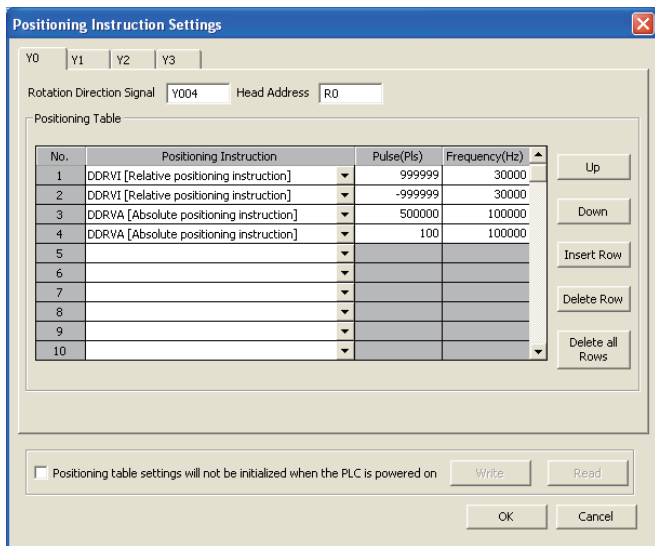 Positioning Instruction Settings
Y0 Y1 Y2 Y3
Rotation Direction Signal Y004 Head Address R0
Positioning Table
No. Positioning Instruction Pulse(Pls) Frequency(Hz)
1 DDRVI [Relative positioning instruction] 999999 30000
2 DDRVI [Relative positioning instruction] -999999 30000
3 DDRVA [Absolute positioning instruction] 500000 100000
4 DDRVA [Absolute positioning instruction] 100 100000
5
6
7
8
9
10
Up
Down
Insert Row
Delete Row
Delete all
Rows
Positioning table settings will not be initialized when the PLC is powered on Write Read
OK Cancel